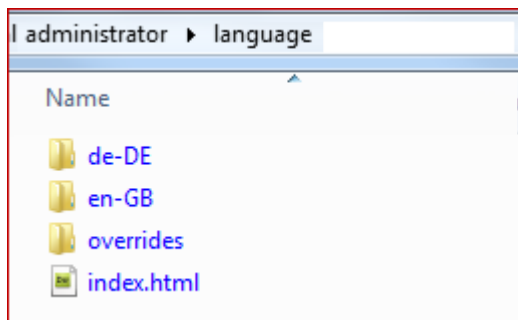 administrator ▸ language
Name
de-DE
en-GB
overrides
index.html